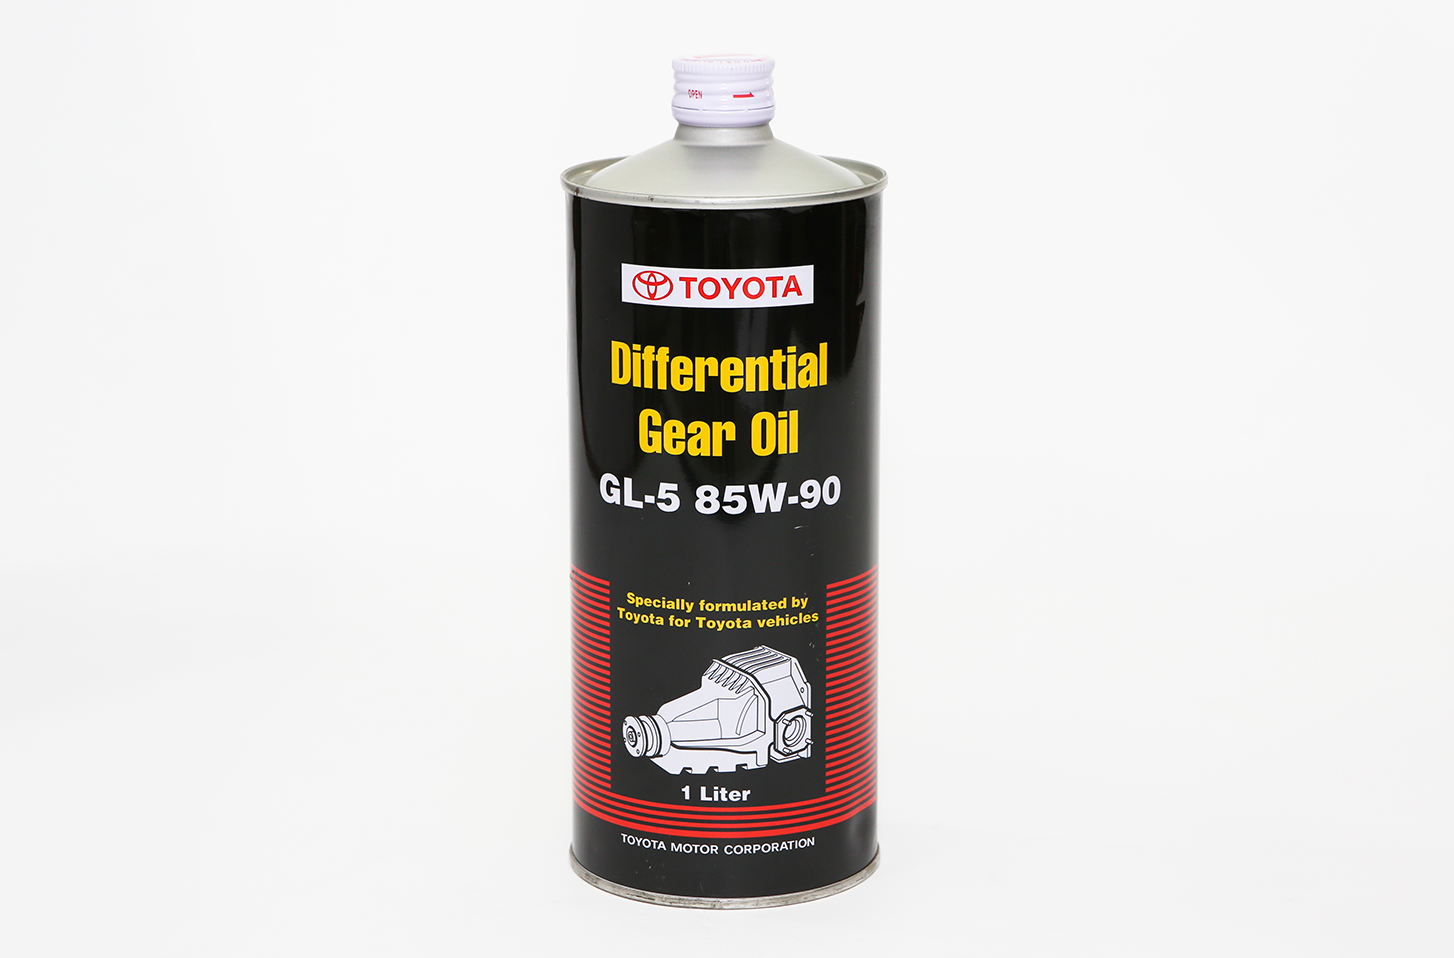 OPEN
TOYOTA
Differential
Gear Oil
GL-5 85W-90
Specially formulated by
Toyota for Toyota vehicles
1 Liter
TOYOTA MOTOR CORPORATION